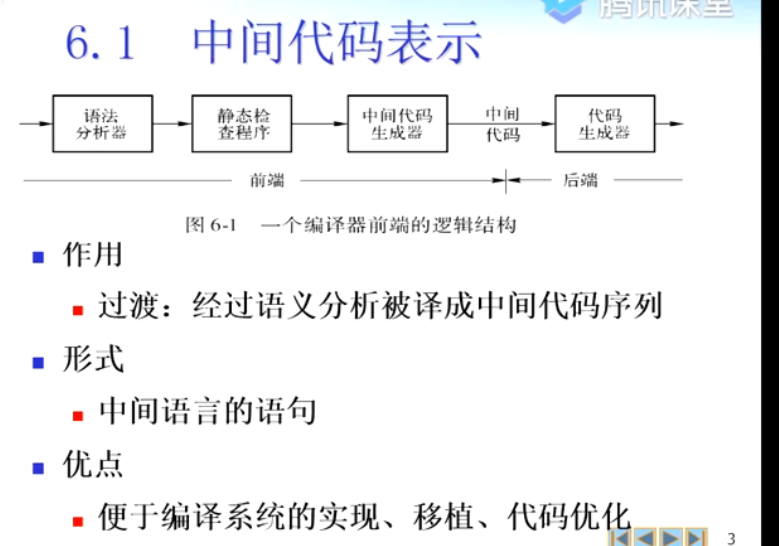 腾讯课堂
6.1 中间代码表示
语法
分析器
静态检
查程序
中间代码
生成器
中间
代码
代码
生成器
前端
后端
图 6-1 一个编译器前端的逻辑结构
作用
过渡：经过语义分析被译成中间代码序列
形式
中间语言的语句
优点
便于编译系统的实现、移植、代码优化
3